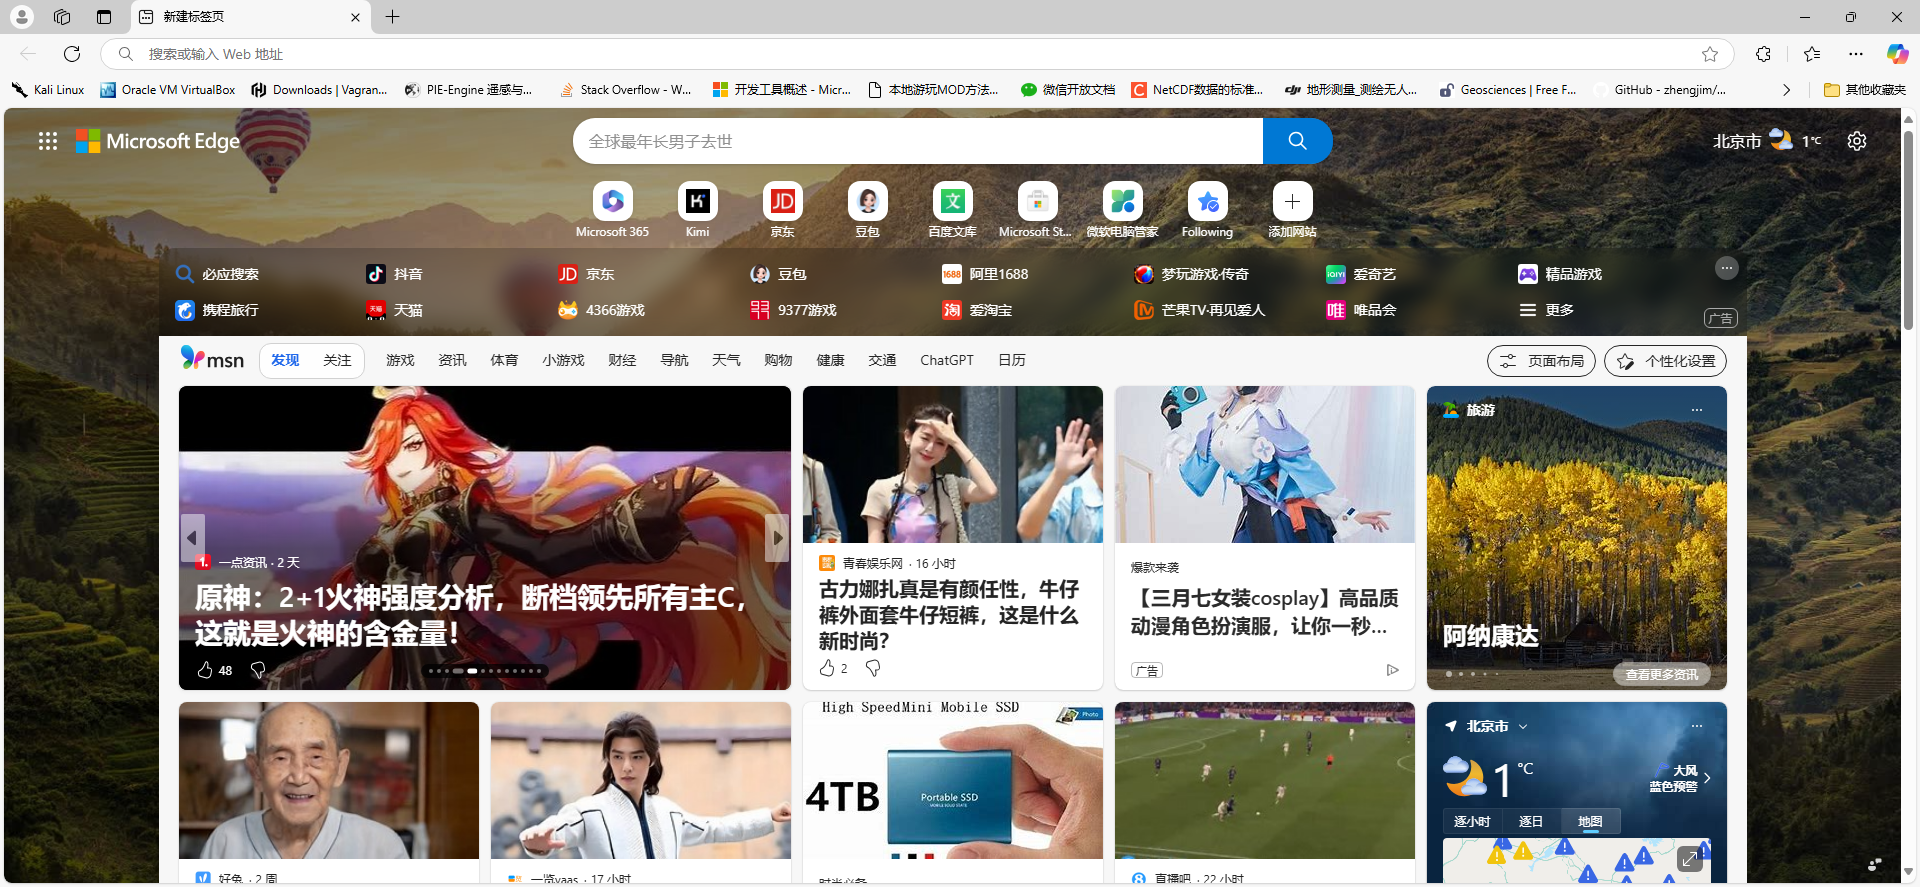 新建标签页
搜索或输入 Web 地址
Kali Linux
Oracle VM VirtualBox
Downloads | Vagran...
PIE-Engine 遥感与...
Stack Overflow - W...
开发工具概述 - Micr...
本地游玩MOD方法...
微信开放文档
NetCDF数据的标准...
地形测量_测绘无人...
Geosciences | Free F...
GitHub - zhengjim/...
其他收藏夹
Microsoft Edge
全球最年长男子去世
北京市
1°C
Microsoft 365
Kimi
京东
豆包
百度文库
Microsoft St...
微软电脑管家
Following
添加网站
必应搜索
抖音
京东
豆包
阿里1688
梦玩游戏·传奇
爱奇艺
精品游戏
携程旅行
天猫
4366游戏
9377游戏
爱淘宝
芒果TV·再见爱人
唯品会
更多
广告
msn
发现
关注
游戏
资讯
体育
小游戏
财经
导航
天气
购物
健康
交通
ChatGPT
日历
页面布局
个性化设置
一点资讯 · 2 天
原神：2+1火神强度分析，断档领先所有主C，
这就是火神的含金量！
48
青春娱乐网 · 16 小时
古力娜扎真是有颜任性，牛仔
裤外面套牛仔短裤，这是什么
新时尚？
2
爆款来袭
【三月七女装cosplay】高品质
动漫角色扮演服，让你一秒...
广告
旅游
阿纳康达
查看更多资讯
High SpeedMini Mobile SSD
Photo
4TB
Portable SSD
北京市
1
°C
大风
蓝色预警
逐小时
逐日
地图
好兔 · 2 周
一览yaas · 17 小时
时尚必备
直播吧 · 22 小时